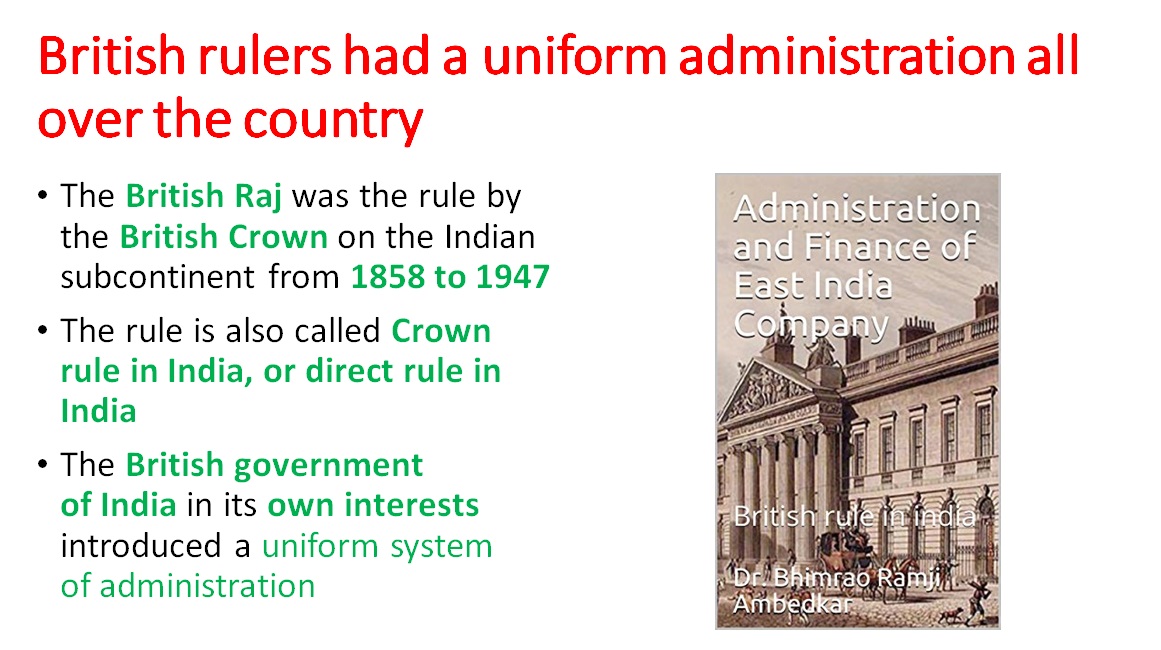 British rulers had a uniform administration all
over the country
• The British Raj was the rule by
the British Crown on the Indian
subcontinent from 1858 to 1947
• The rule is also called Crown
rule in India, or direct rule in
India
• The British government
of India in its own interests
introduced a uniform system
of administration
Administration
and Finance of
East India
Company
British rule in india
Dr. Bhimrao Ramji
Ambedkar